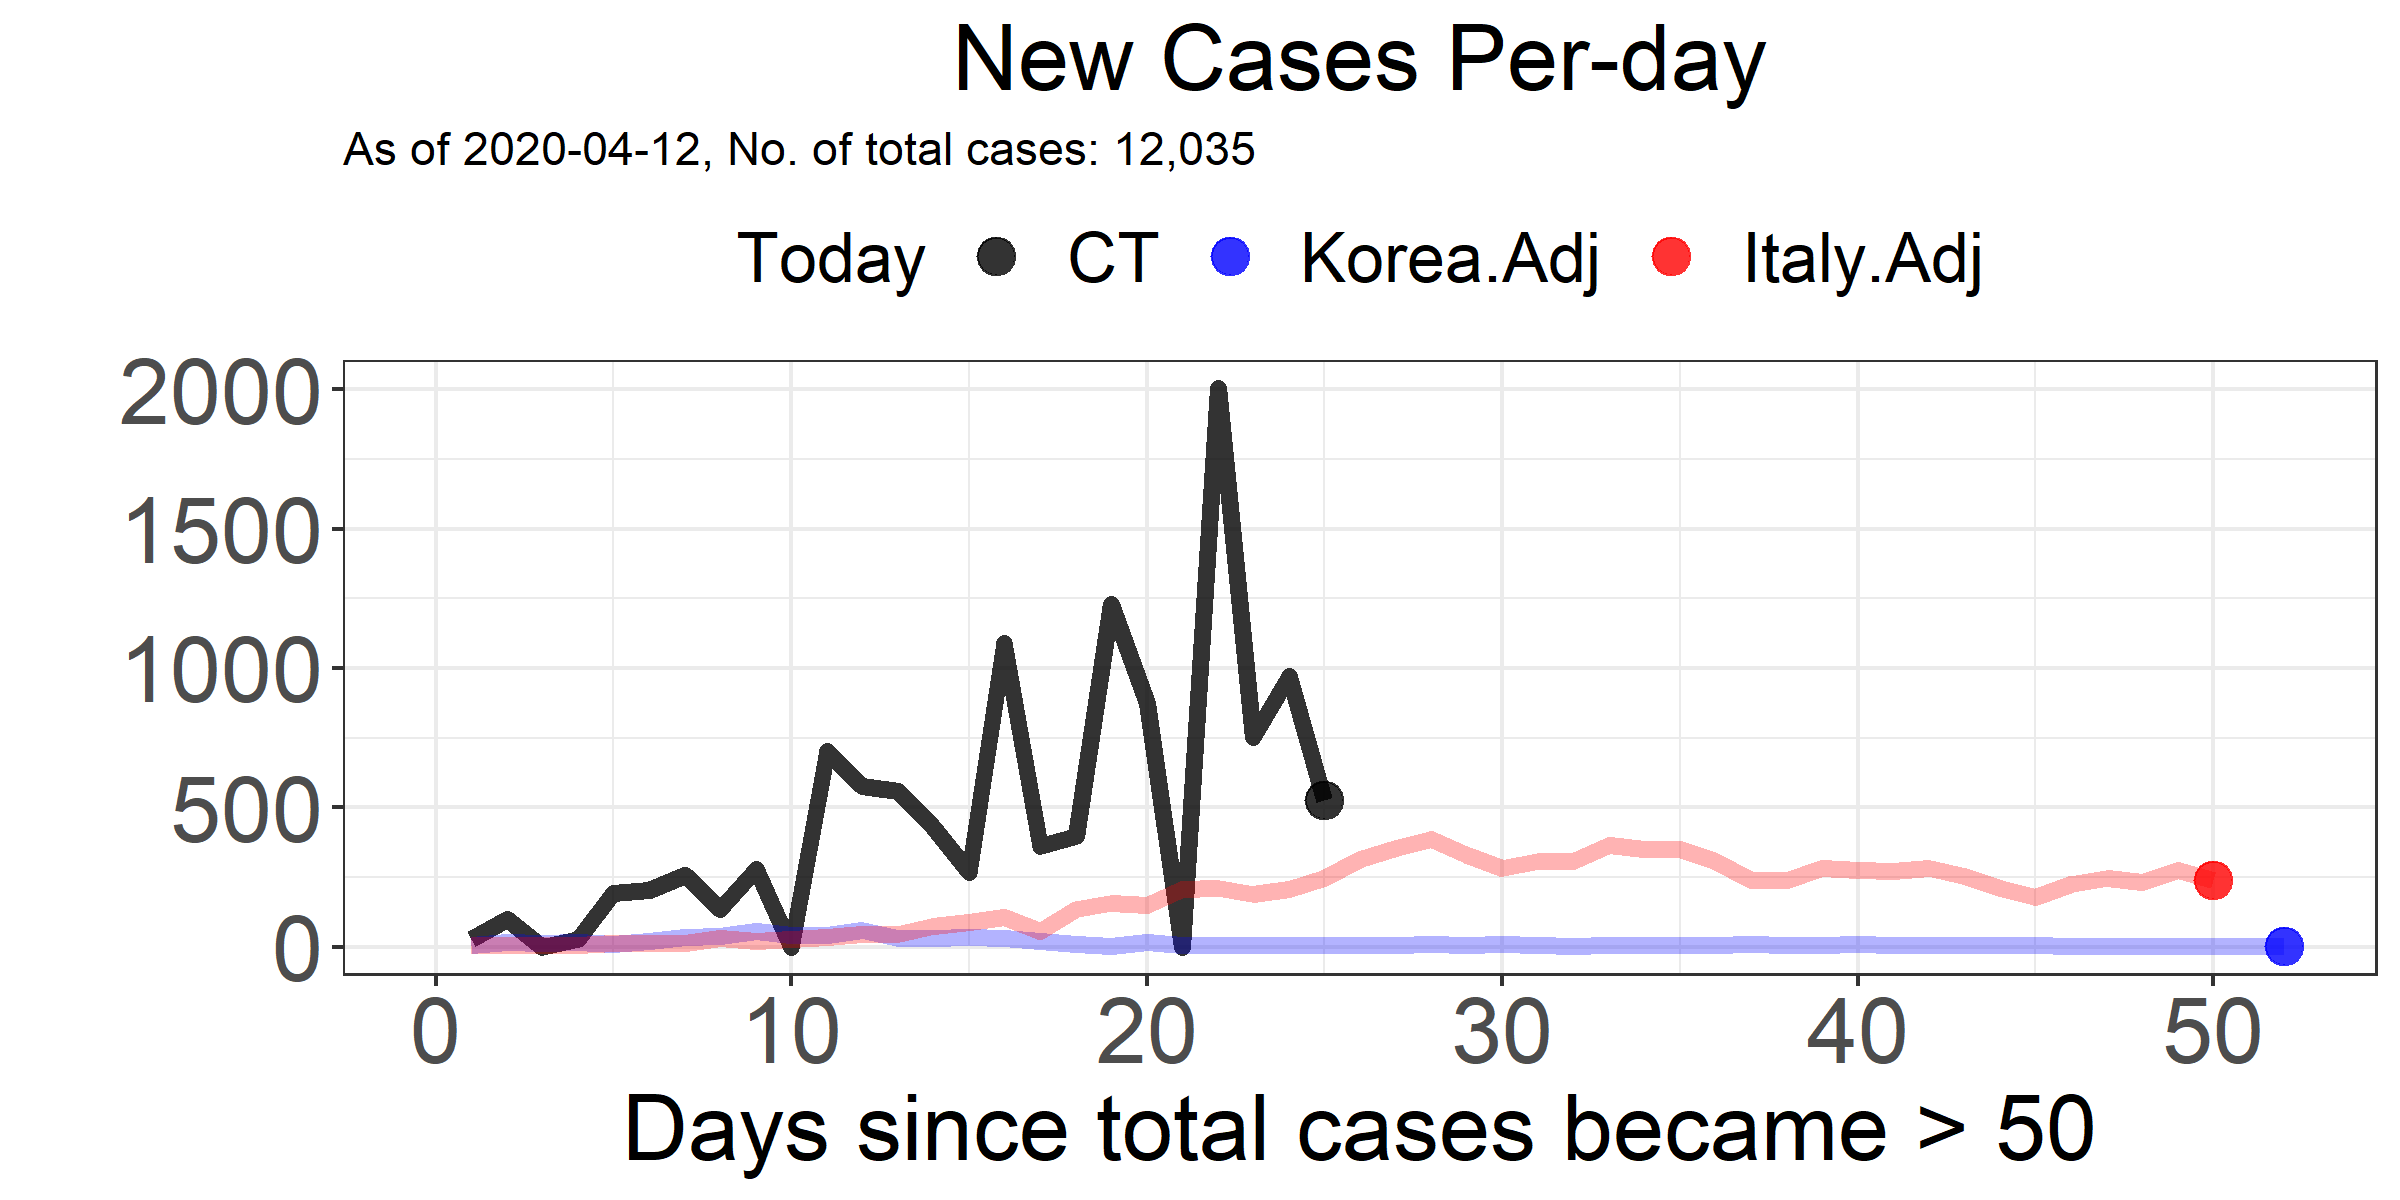 New Cases Per-day
As of 2020-04-12, No. of total cases: 12,035
Today CT Korea.Adj Italy.Adj
2000
1500
1000
500
0
0 10 20 30 40 50
Days since total cases became > 50